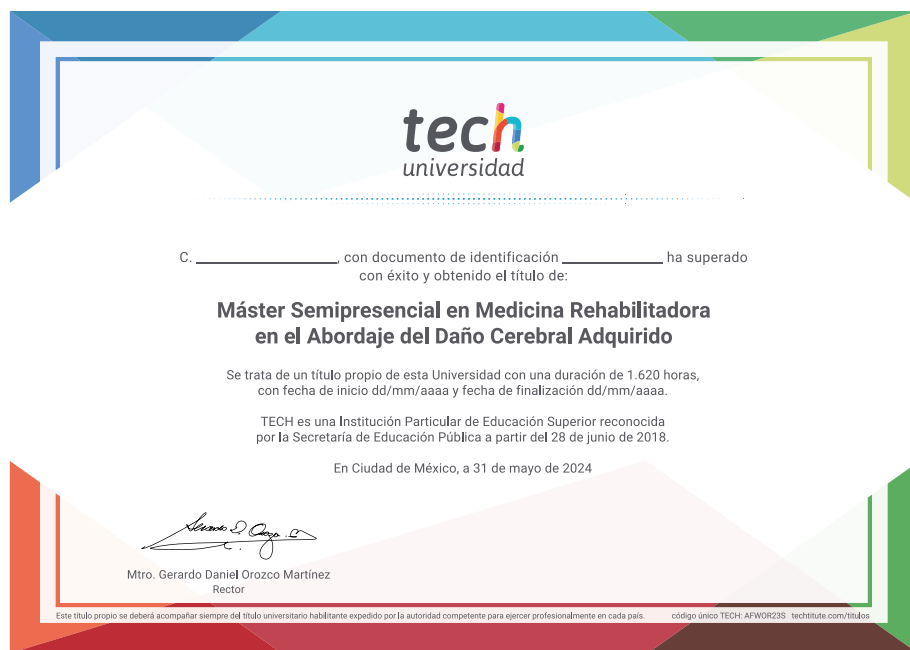 tech
universidad
C. ____________, con documento de identificación ____________ ha superado
con éxito y obtenido el título de:
Máster Semipresencial en Medicina Rehabilitadora
en el Abordaje del Daño Cerebral Adquirido
Se trata de un título propio de esta Universidad con una duración de 1.620 horas,
con fecha de inicio dd/mm/aaaa y fecha de finalización dd/mm/aaaa.
TECH es una Institución Particular de Educación Superior reconocida
por la Secretaría de Educación Pública a partir del 28 de junio de 2018.
En Ciudad de México, a 31 de mayo de 2024
Mtro. Gerardo Daniel Orozco Martínez
Rector
Este título propio se deberá acompañar siempre del título universitario habilitante expedido por la autoridad competente para ejercer profesionalmente en cada país. código único TECH: AFWOR23S techtitute.com/titulos